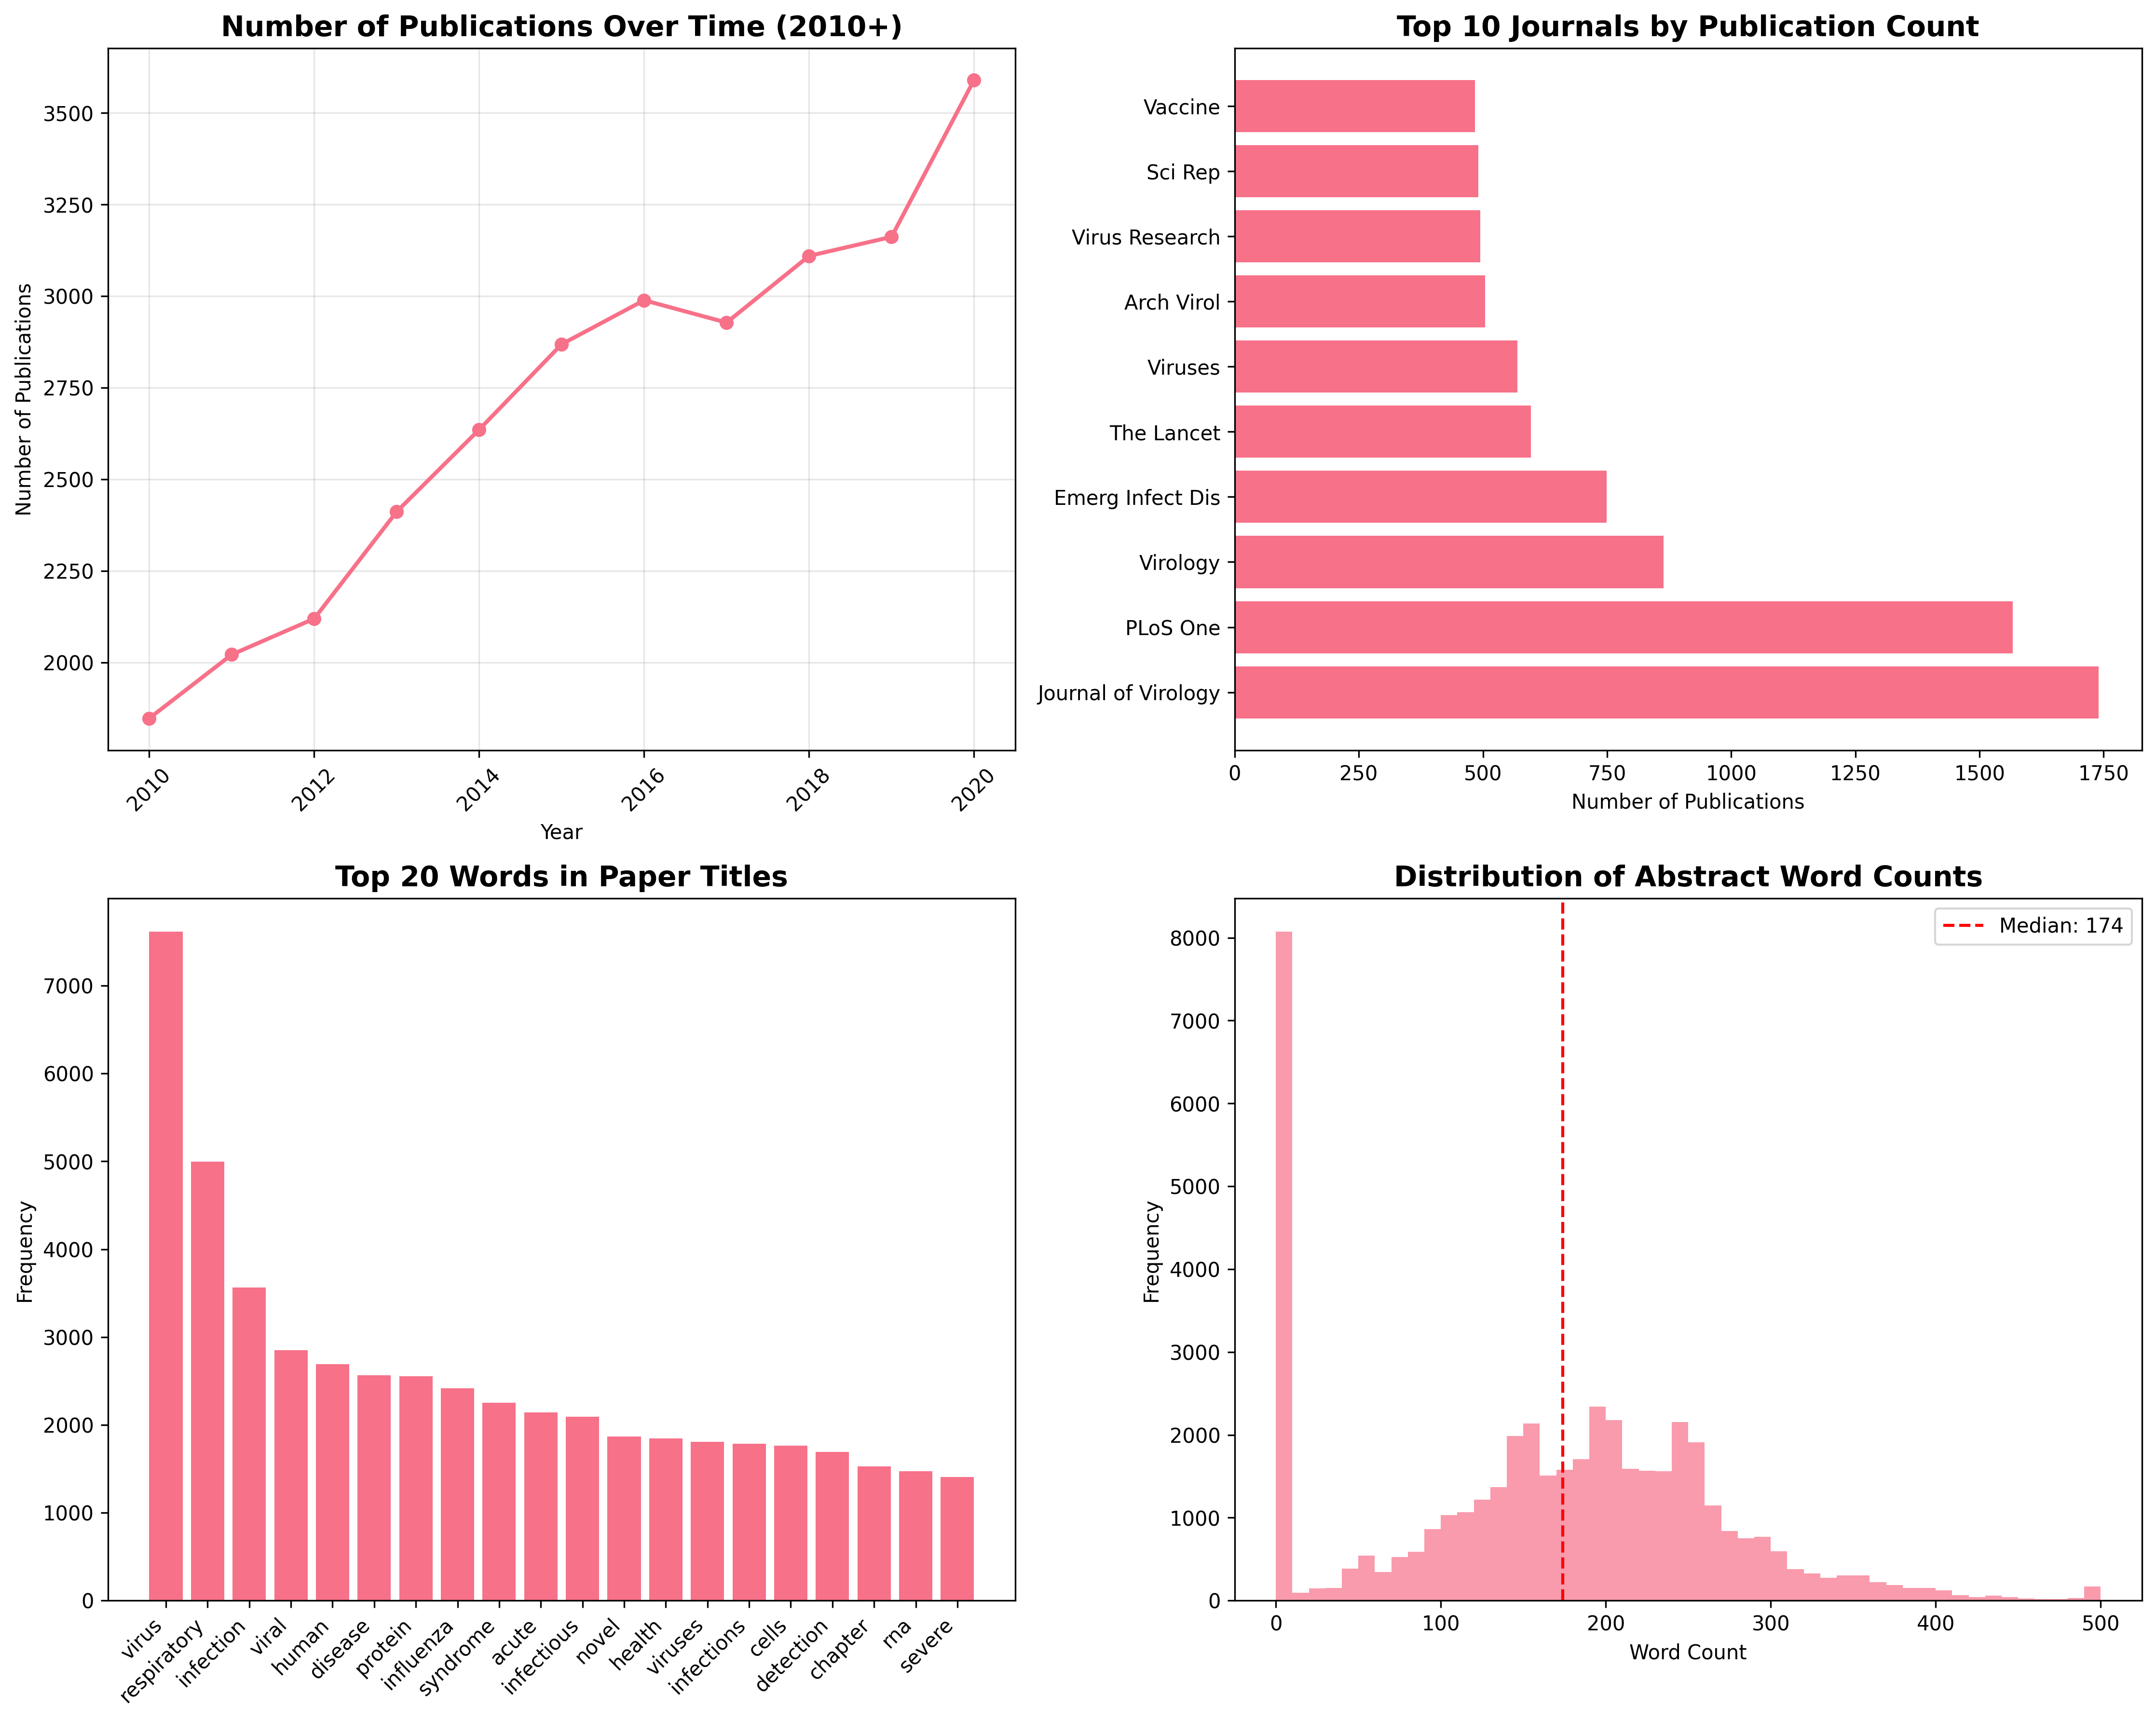 Number of Publications Over Time (2010+)
Number of Publications
3500
3250
3000
2750
2500
2250
2000
2010
2012
2014
2016
2018
2020
Year
Top 10 Journals by Publication Count
Vaccine
Sci Rep
Virus Research
Arch Virol
Viruses
The Lancet
Emerg Infect Dis
Virology
PLoS One
Journal of Virology
0 250 500 750 1000 1250 1500 1750
Number of Publications
Top 20 Words in Paper Titles
Frequency
7000
6000
5000
4000
3000
2000
1000
0
virus
respiratory
infection
viral
human
disease
protein
influenza
syndrome
acute
infectious
novel
health
viruses
infections
cells
detection
chapter
rna
severe
Distribution of Abstract Word Counts
Median: 174
Frequency
8000
7000
6000
5000
4000
3000
2000
1000
0
0 100 200 300 400 500
Word Count